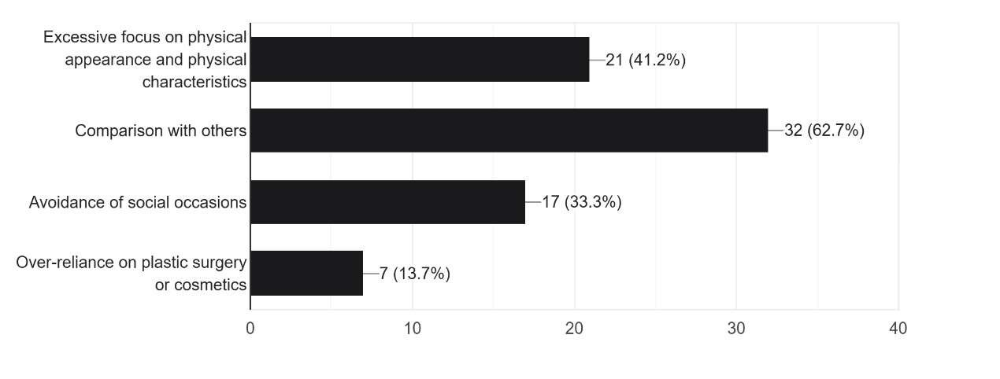 Excessive focus on physical
appearance and physical
characteristics
21 (41.2%)
Comparison with others
32 (62.7%)
Avoidance of social occasions
17 (33.3%)
Over-reliance on plastic surgery
or cosmetics
7 (13.7%)
0 10 20 30 40